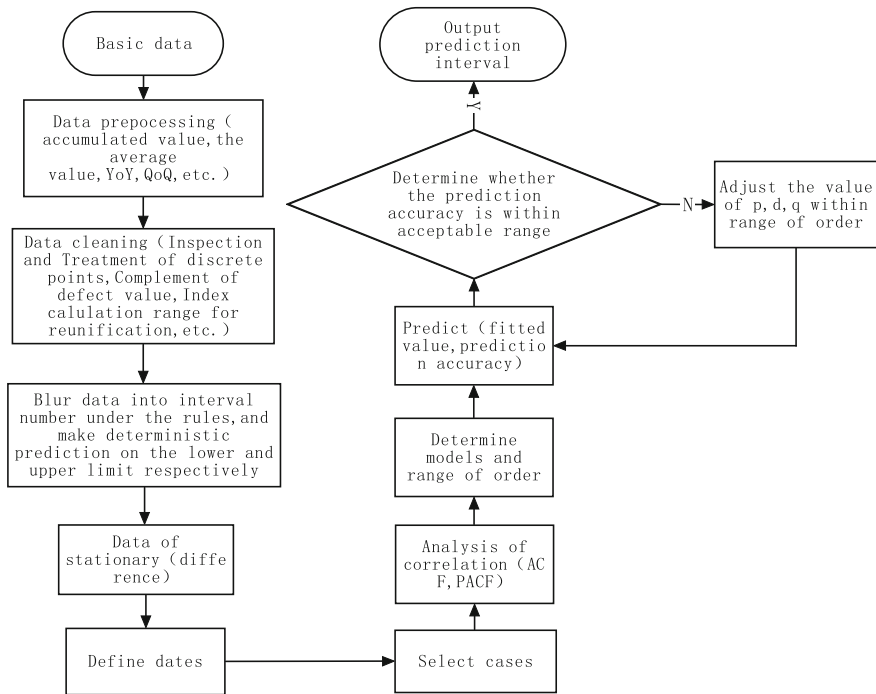 Basic data
Data prepocessing (
accumulated value,the
average
value,YoY,QoQ,etc.)
Data cleaning (Inspection
and Treatment of discrete
points,Complement of
defect value,Index
calulation range for
reunification,etc.)
Blur data into interval
number under the rules,and
make deterministic
prediction on the lower and
upper limit respectively
Data of
stationary (diffe
rence)
Define dates
Select cases
Analysis of
correlation (AC
F,PACF)
Determine
models and
range of order
Predict (fitted
value,predictio
n accuracy)
Determine whether
the prediction
accuracy is within
acceptable range
N
Adjust the value
of p,d,q within
range of order
Y
Output
prediction
interval